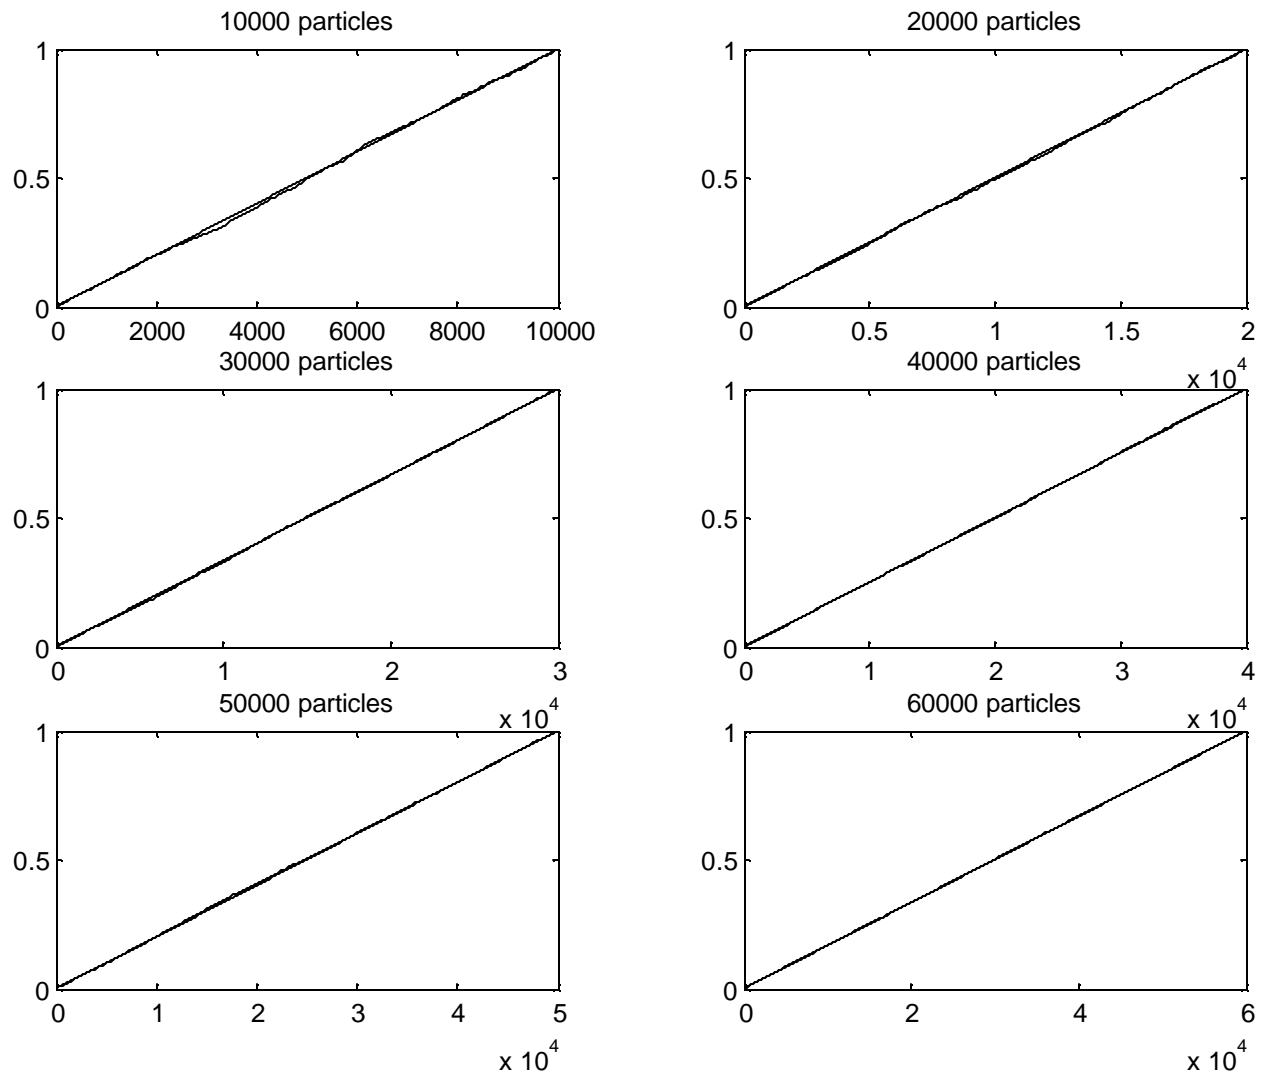 10000 particles
1
0.5
0
0 2000 4000 6000 8000 10000
20000 particles
1
0.5
0
0 0.5 1 1.5 2
x 10^4
30000 particles
1
0.5
0
0 1 2 3
x 10^4
40000 particles
1
0.5
0
0 1 2 3 4
x 10^4
50000 particles
1
0.5
0
0 1 2 3 4 5
x 10^4
60000 particles
1
0.5
0
0 2 4 6
x 10^4